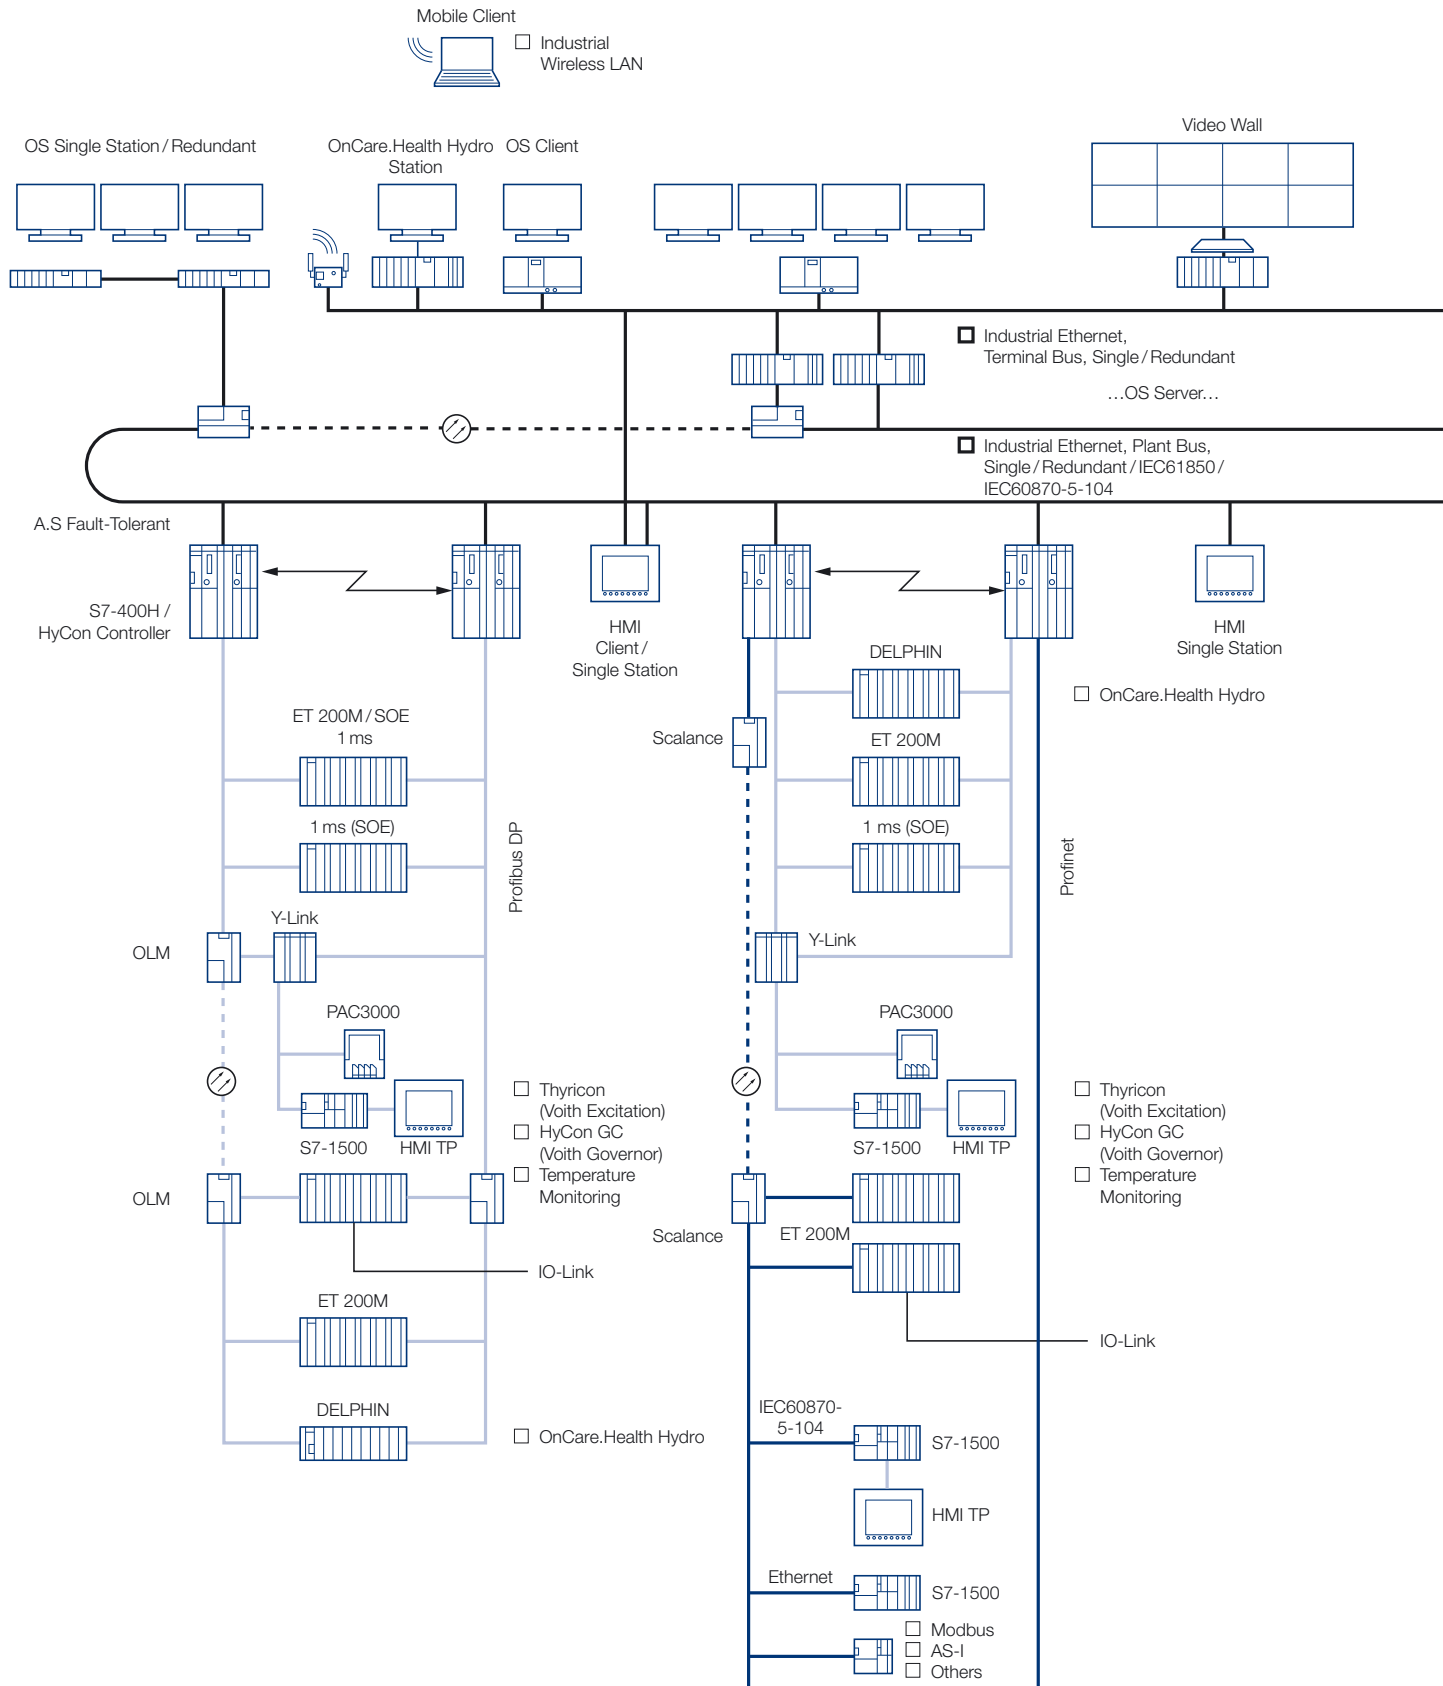 Mobile Client
Industrial
Wireless LAN
Video Wall
OS Single Station / Redundant
OnCare.Health Hydro
Station
OS Client
Industrial Ethernet,
Terminal Bus, Single / Redundant
...OS Server...
Industrial Ethernet, Plant Bus,
Single / Redundant / IEC61850 /
IEC60870-5-104
A.S Fault-Tolerant
S7-400H /
HyCon Controller
HMI
Client /
Single Station
HMI
Single Station
DELPHIN
OnCare.Health Hydro
ET 200M / SOE
1 ms
Scalance
ET 200M
1 ms (SOE)
1 ms (SOE)
Profibus DP
Profinet
Y-Link
OLM
Y-Link
PAC3000
PAC3000
Thyricon
(Voith Excitation)
HyCon GC
(Voith Governor)
Temperature
Monitoring
S7-1500
HMI TP
Thyricon
(Voith Excitation)
HyCon GC
(Voith Governor)
Temperature
Monitoring
S7-1500
HMI TP
OLM
Scalance
ET 200M
IO-Link
ET 200M
IO-Link
DELPHIN
OnCare.Health Hydro
IEC60870-
5-104
S7-1500
HMI TP
Ethernet
S7-1500
Modbus
AS-I
Others